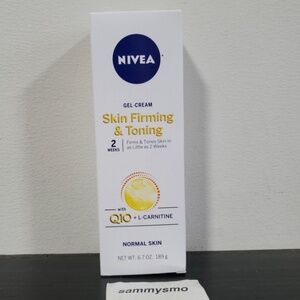 NIVEA
GEL-CREAM
Skin Firming
& Toning
2
WEEKS
Firms & Tones Skin in
as Little as 2 Weeks
with
Q10 + L-CARNITINE
NORMAL SKIN
NET WT. 6.7 OZ. 189 g
sammysmo